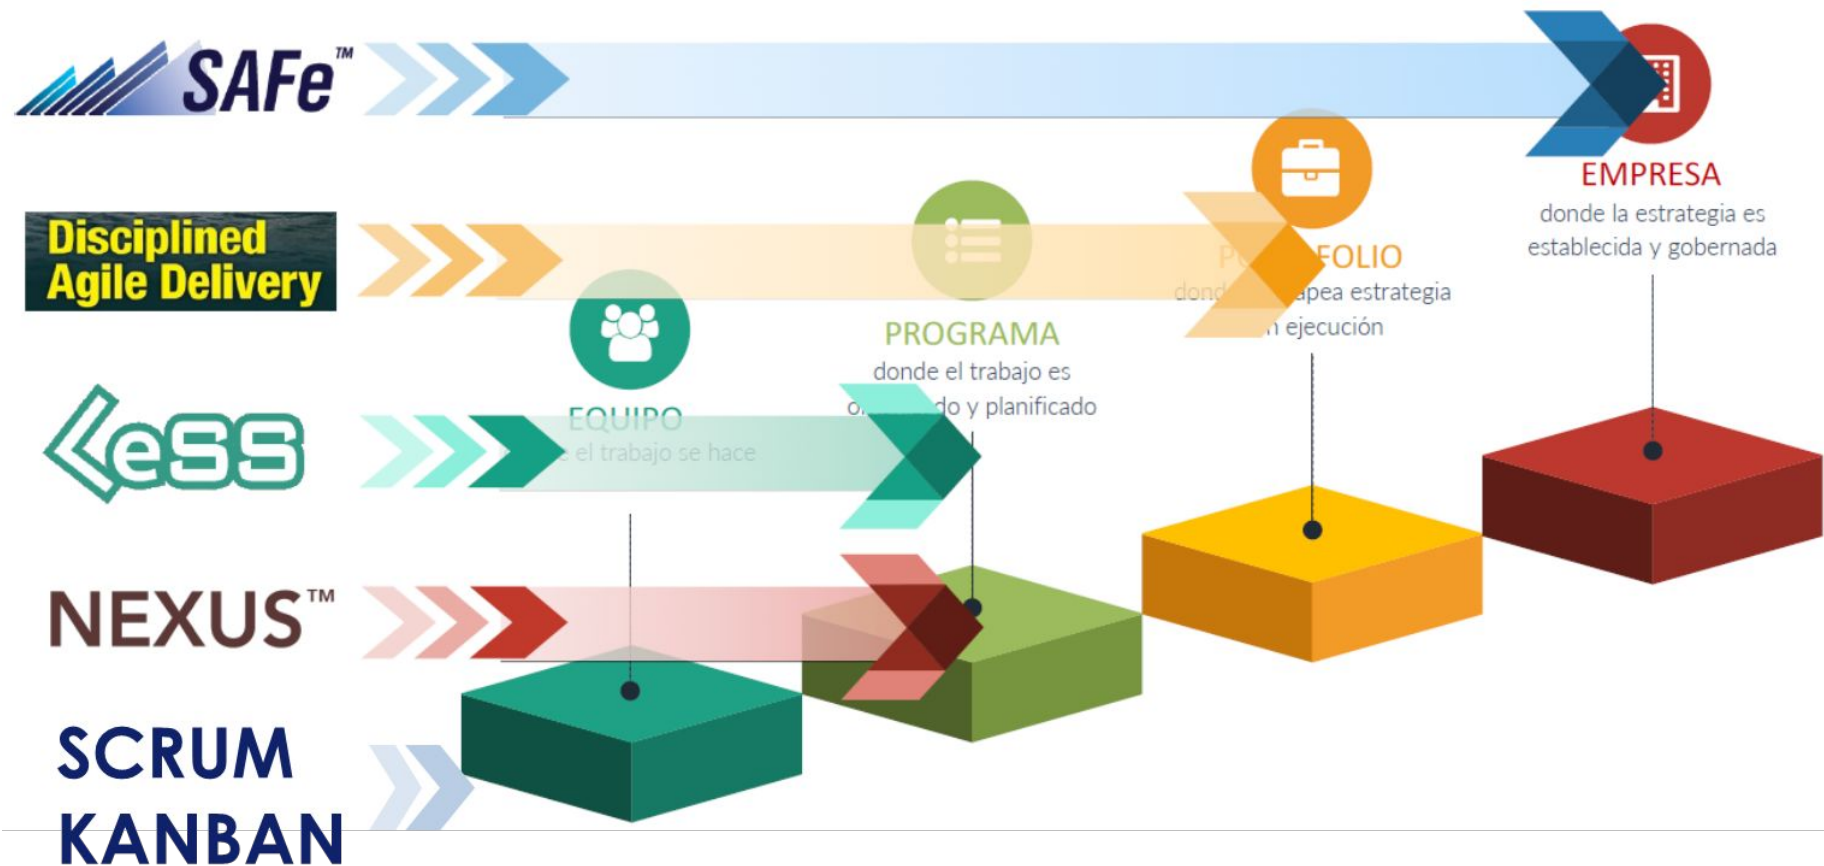 SAFe™
EMPRESA
donde la estrategia es
establecida y gobernada
Disciplined
Agile Delivery
FOLIO
apea estrategia
ejecución
PROGRAMA
donde el trabajo es
do y planificado
LeSS
EQUIPO
el trabajo se hace
NEXUS™
SCRUM
KANBAN